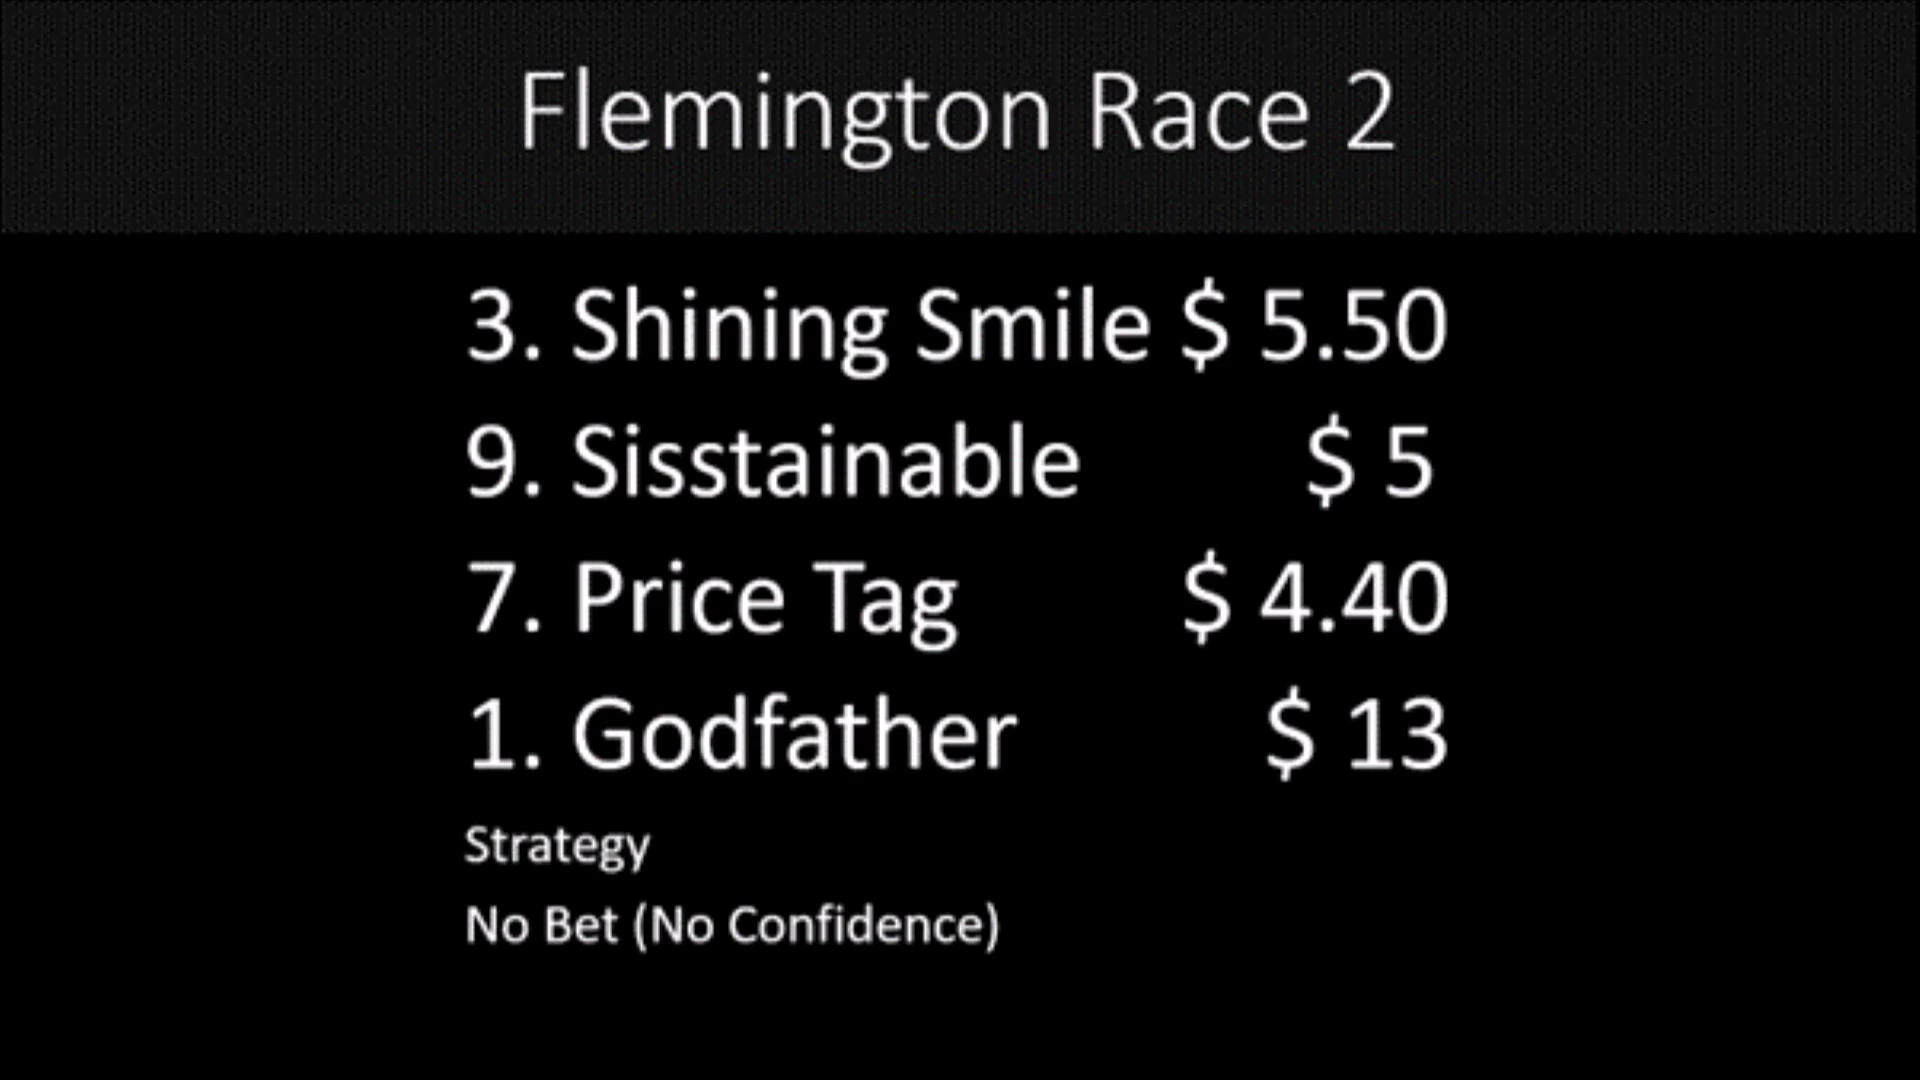 Flemington Race 2
3. Shining Smile $ 5.50
9. Sisstainable $ 5
7. Price Tag $ 4.40
1. Godfather $ 13
Strategy
No Bet (No Confidence)